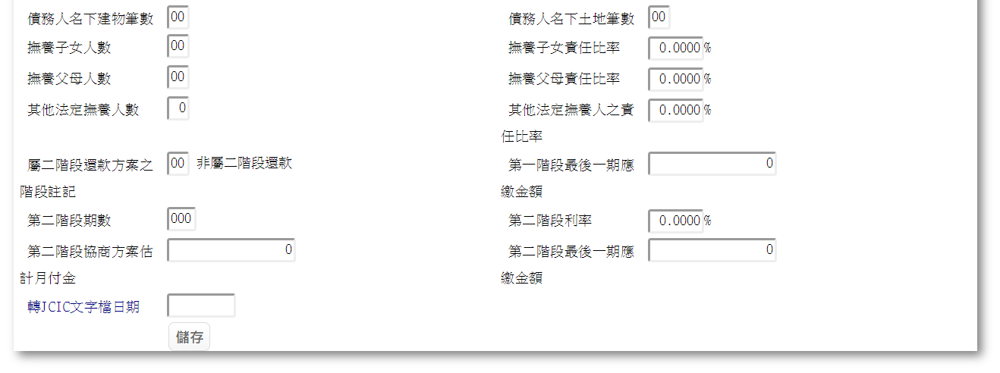 債務人名下建物筆數 00 債務人名下土地筆數 00
撫養子女人數 00 撫養子女責任比率 0.0000 %
撫養父母人數 00 撫養父母責任比率 0.0000 %
其他法定撫養人數 0 其他法定撫養人之責 0.0000 %
任比率
屬二階段還款方案之 00 非屬二階段還款 第一階段最後一期應 0
階段註記 繳金額
第二階段期數 000 第二階段利率 0.0000 %
第二階段協商方案估 0 第二階段最後一期應 0
計月付金 繳金額
轉JCIC文字檔日期
儲存